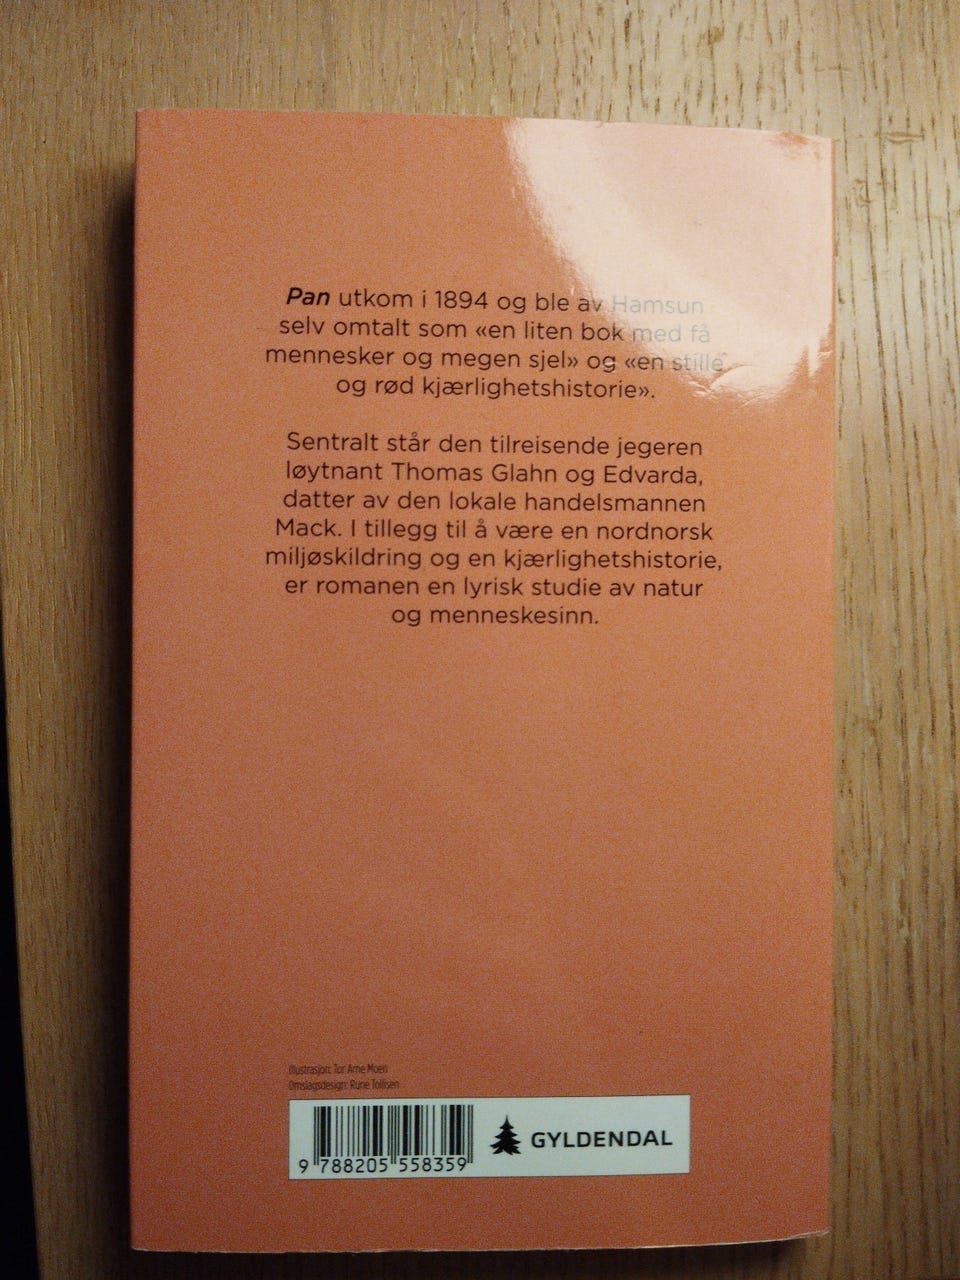 Pan utkom i 1894 og ble av Hamsun
selv omtalt som «en liten bok med få
mennesker og megen sjel» og «en stille
og rød kjærlighetshistorie».
Sentralt står den tilreisende jegeren
løytnant Thomas Glahn og Edvarda,
datter av den lokale handelsmannen
Mack. I tillegg til å være en nordnorsk
miljøskildring og en kjærlighetshistorie,
er romanen en lyrisk studie av natur
og menneskesinn.
Illustrasjon: Tor Arne Moen
Omslagsdesign: Rune Tollisen
9 788205 558359
GYLDENDAL